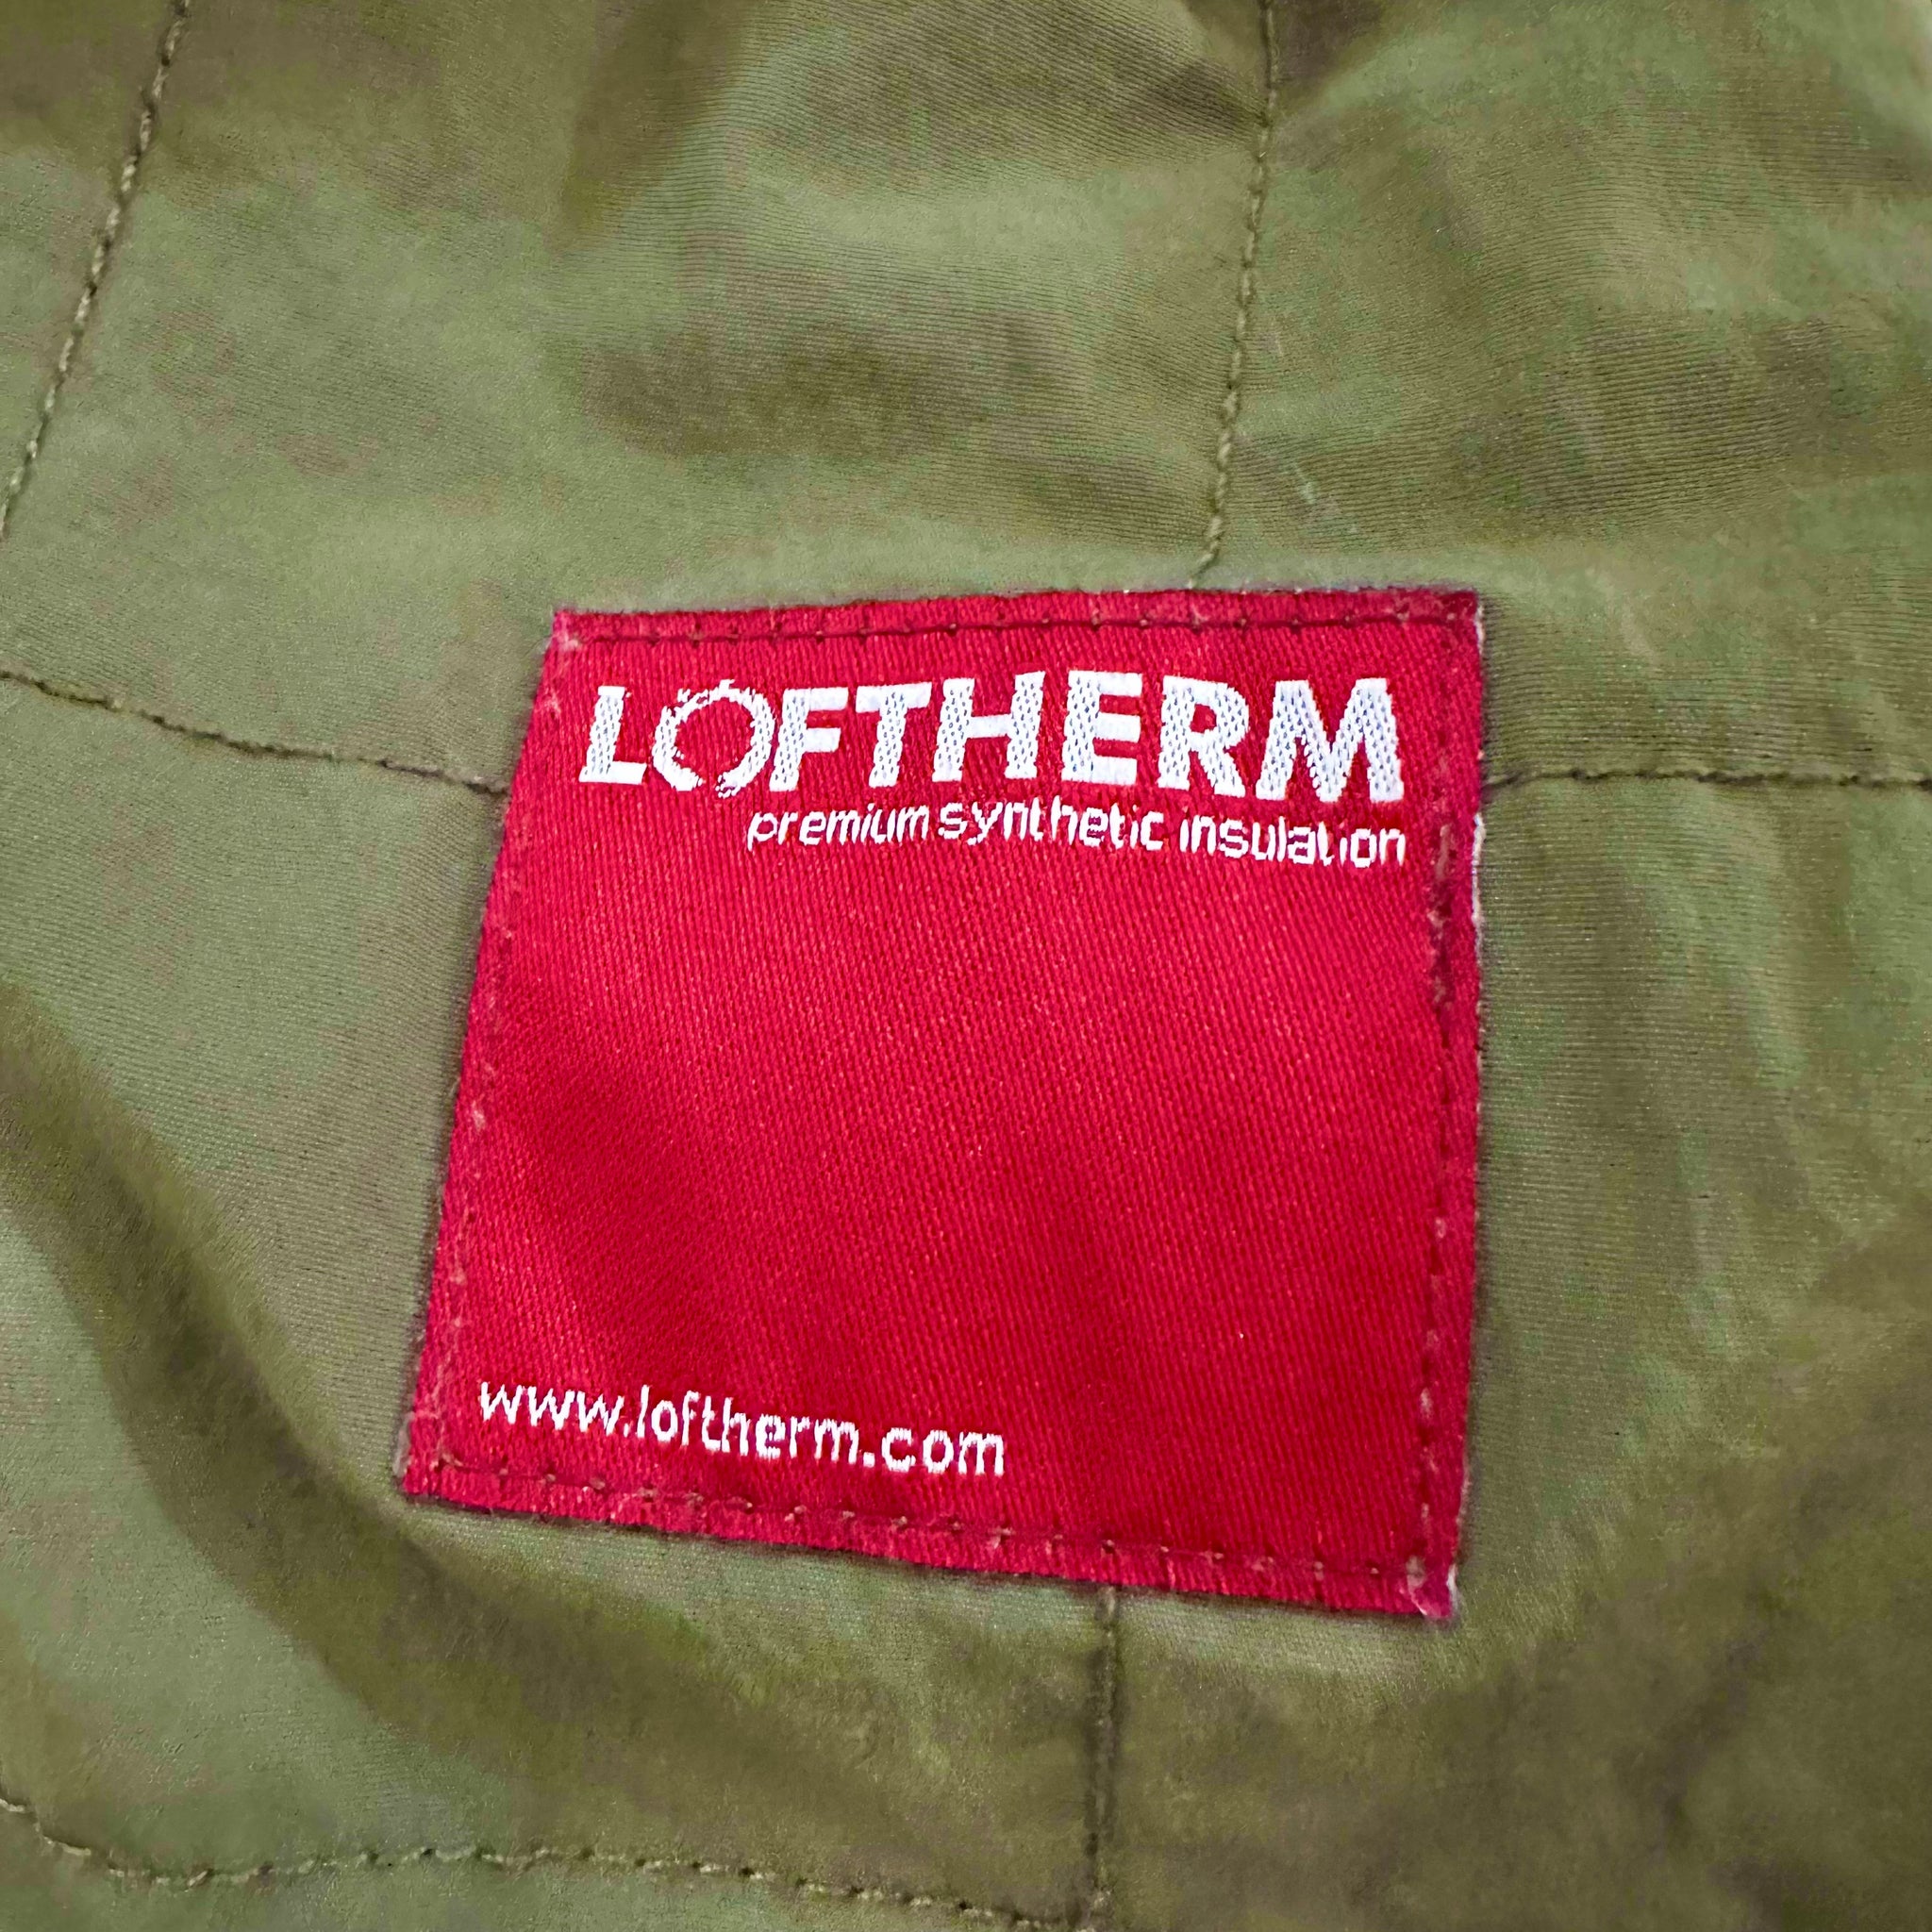 LOFTHERM
premium synthetic insulation
www.loftherm.com